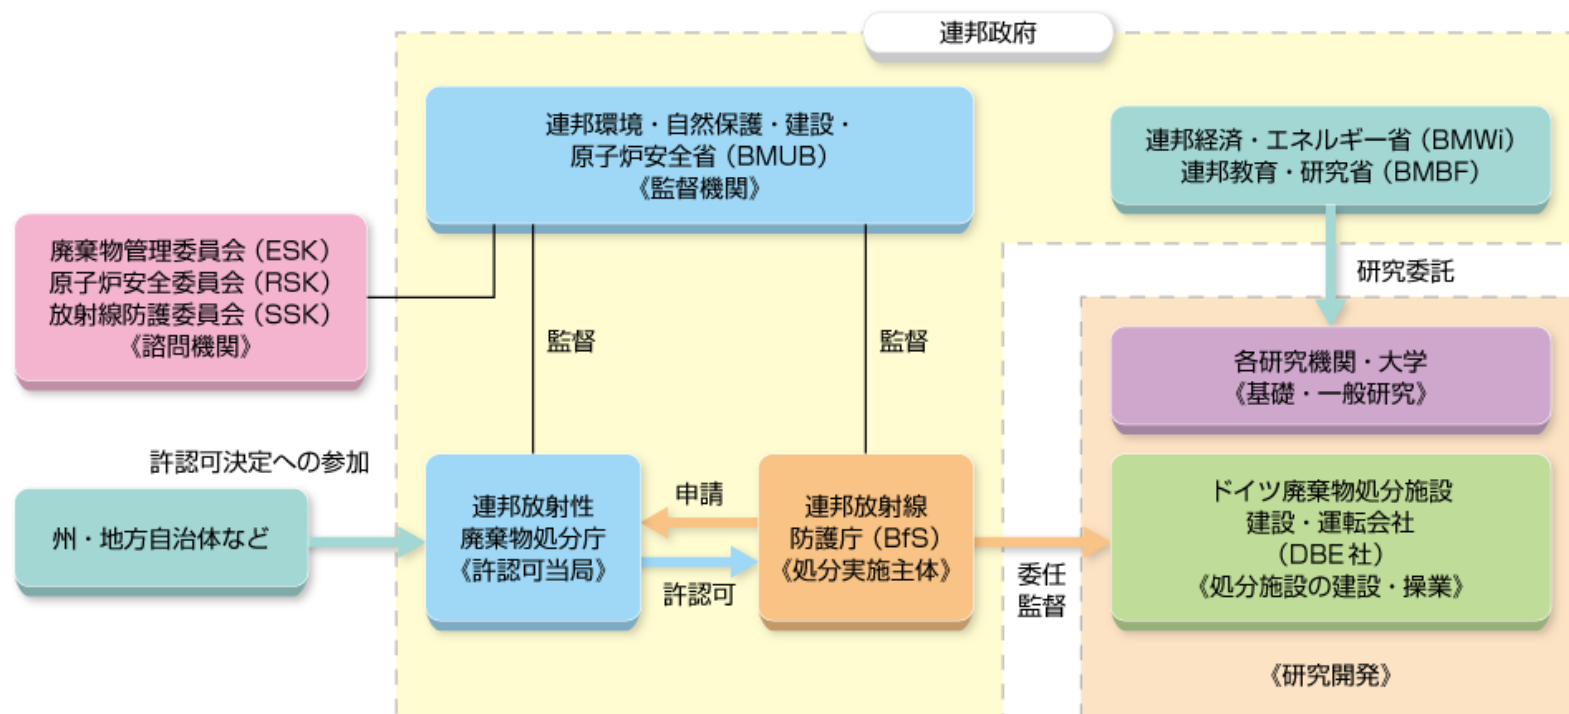 連邦政府
連邦環境・自然保護・建設・
原子炉安全省(BMUB)
《監督機関》
連邦経済・エネルギー省(BMWi)
連邦教育・研究省(BMBF)
廃棄物管理委員会(ESK)
原子炉安全委員会(RSK)
放射線防護委員会(SSK)
《諮問機関》
研究委託
監督
監督
各研究機関・大学
《基礎・一般研究》
許認可決定への参加
州・地方自治体など
連邦放射性
廃棄物処分庁
《許認可当局》
申請
許認可
連邦放射線
防護庁(BfS)
《処分実施主体》
委任
監督
ドイツ廃棄物処分施設
建設・運転会社
(DBE社)
《処分施設の建設・操業》
《研究開発》